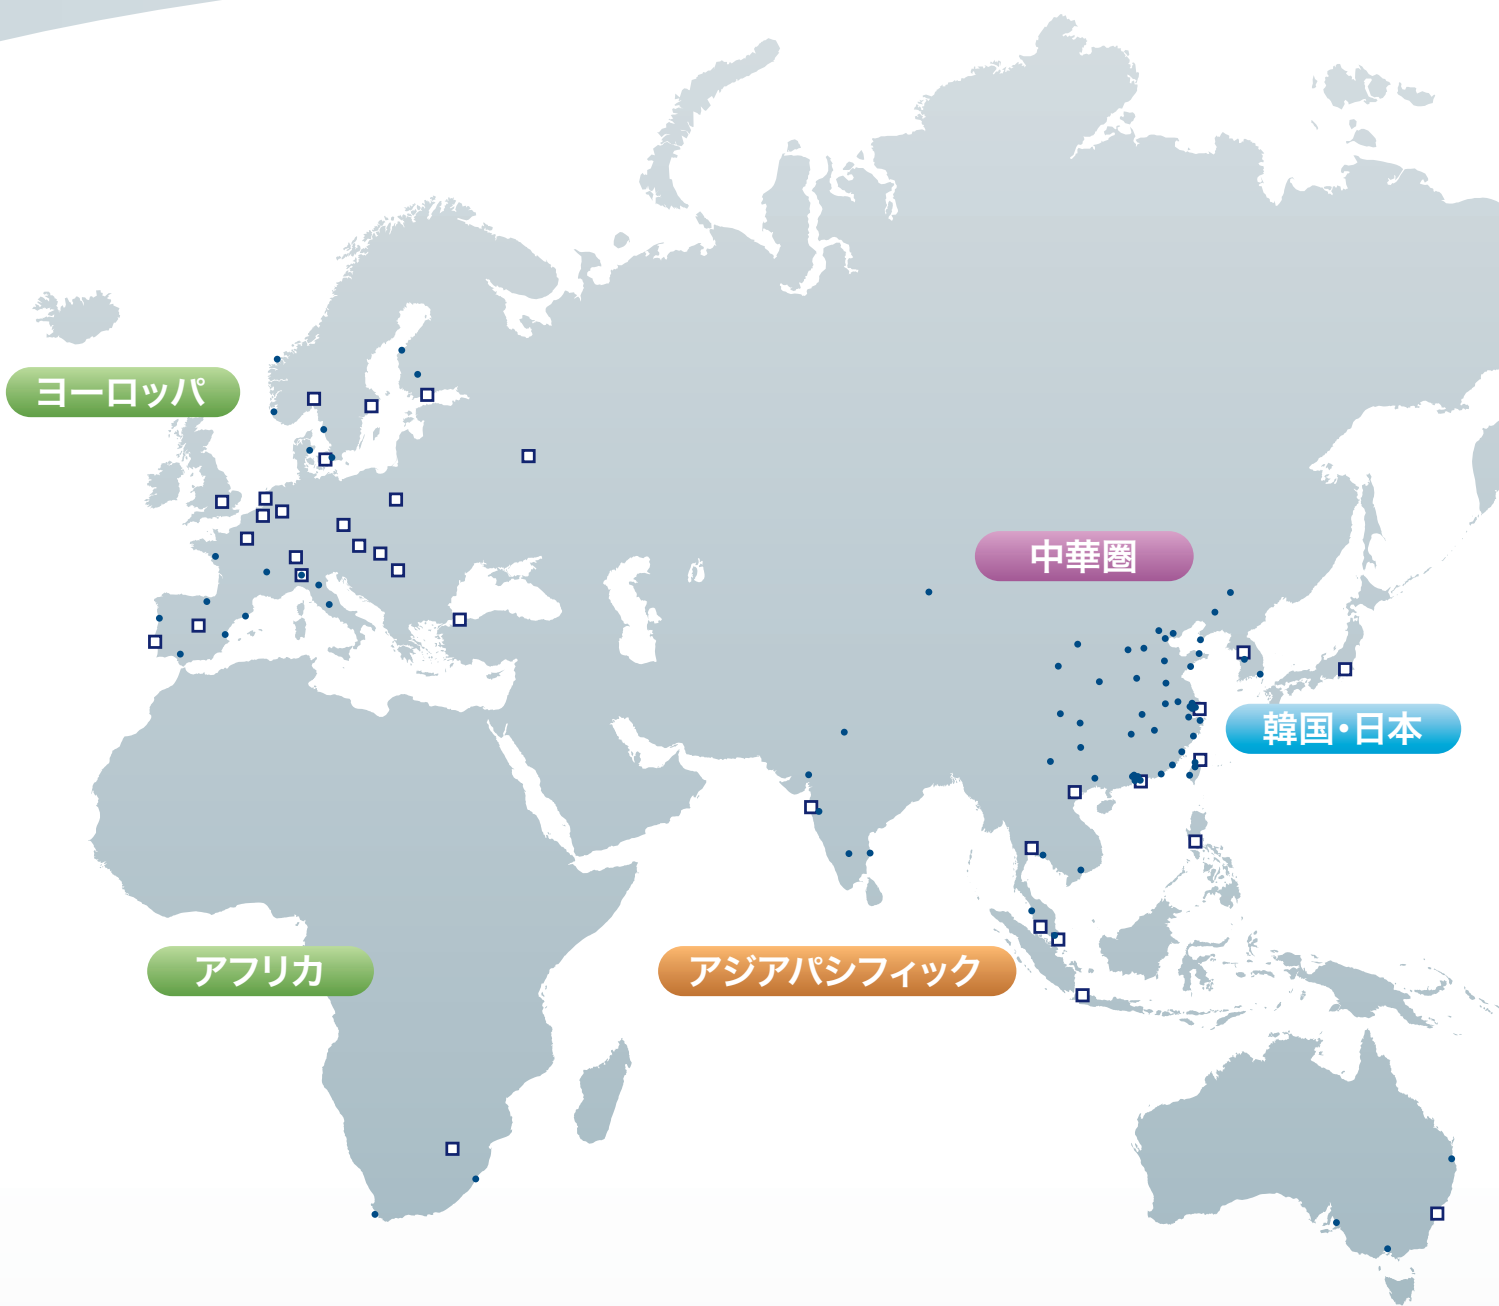 ヨーロッパ
中華圏
韓国・日本
アフリカ
アジアパシフィック